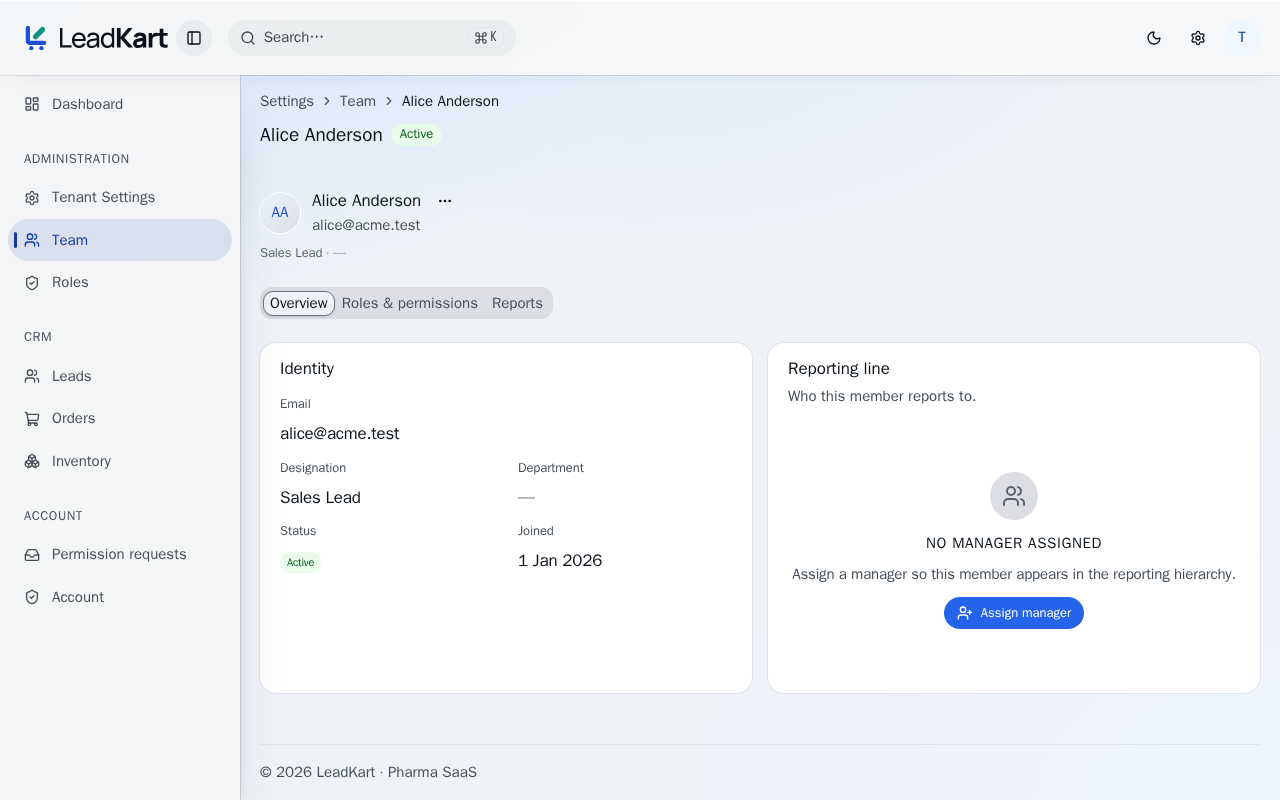 LeadKart
Search…
⌘ K
T
Dashboard
ADMINISTRATION
Tenant Settings
Team
Roles
CRM
Leads
Orders
Inventory
ACCOUNT
Permission requests
Account
Settings > Team > Alice Anderson
Alice Anderson Active
AA
Alice Anderson ···
alice@acme.test
Sales Lead · —
Overview Roles & permissions Reports
Identity
Email
alice@acme.test
Designation Department
Sales Lead —
Status Joined
Active 1 Jan 2026
Reporting line
Who this member reports to.
NO MANAGER ASSIGNED
Assign a manager so this member appears in the reporting hierarchy.
Assign manager
© 2026 LeadKart · Pharma SaaS